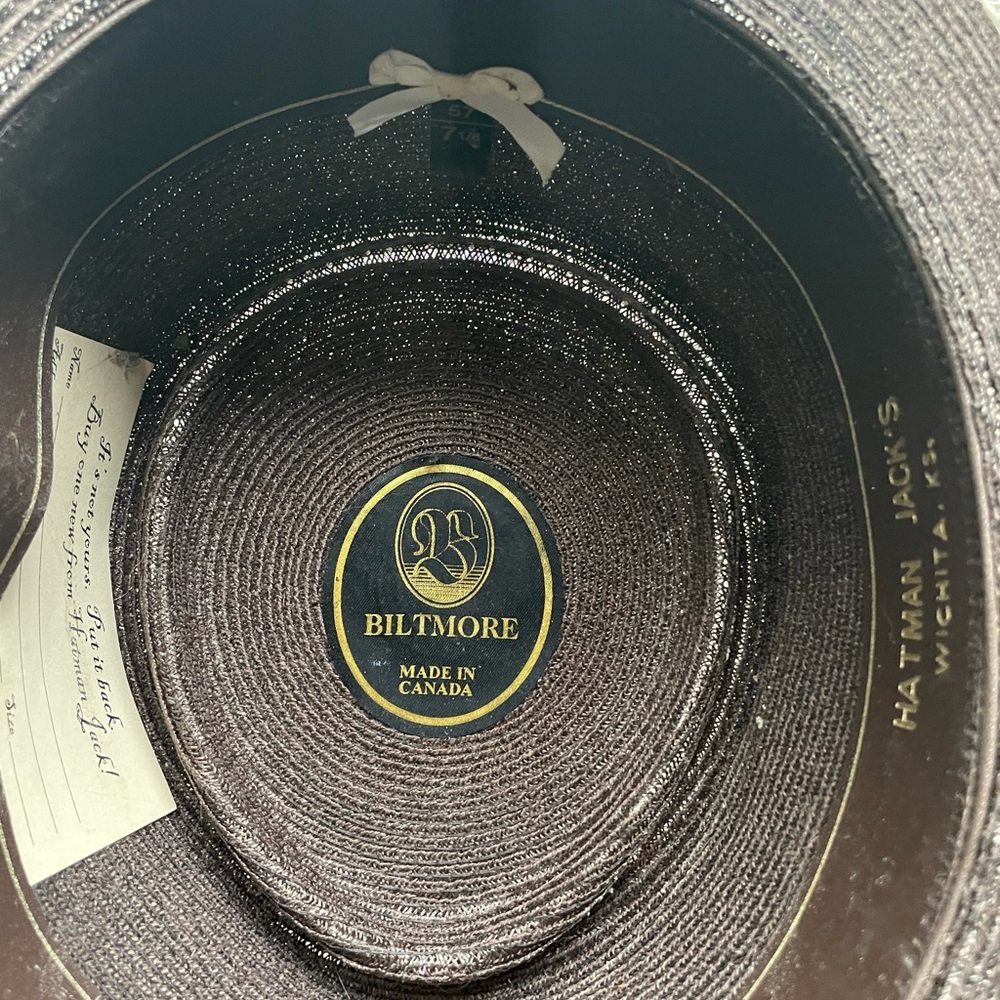 57
7 1/8
B
BILTMORE
MADE IN
CANADA
HATMAN JACK'S
WICHITA, KS.
Name
It's not yours. Put it back.
Buy one new from Hatman Jack!
Size